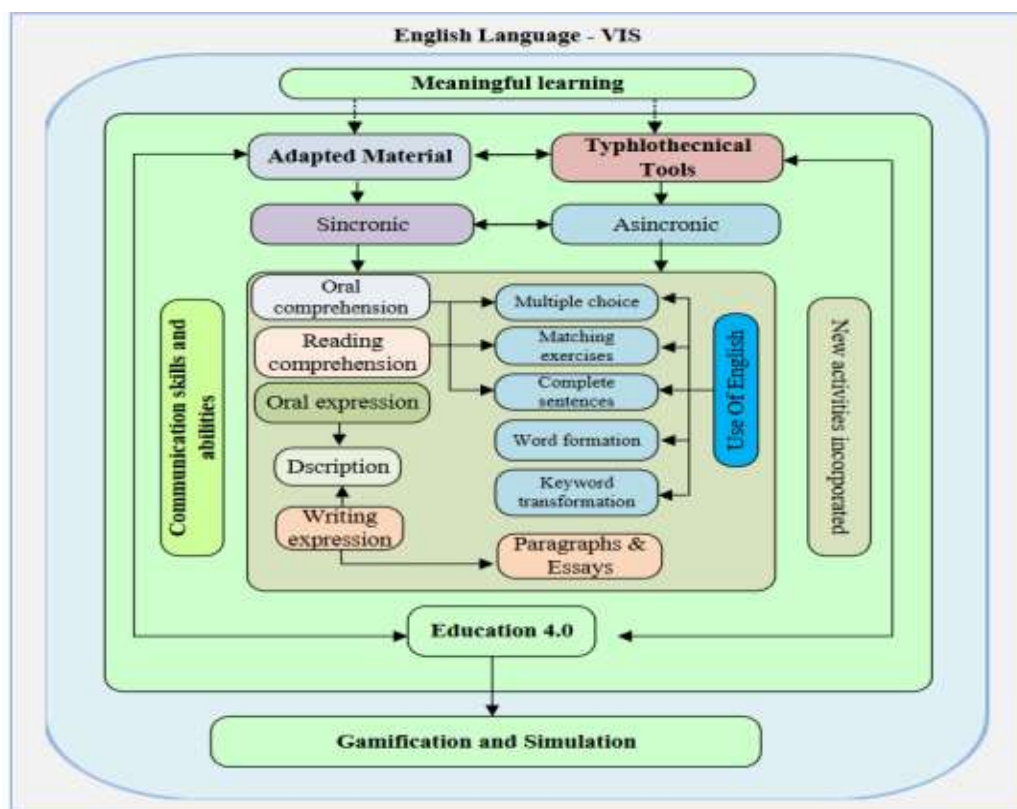 English Language - VIS
Meaningful learning
Adapted Material
Typhlothecnical
Tools
Sincronic
Asincronic
Oral
comprehension
Reading
comprehension
Oral expression
Dscription
Writing
expression
Multiple choice
Matching
exercises
Complete
sentences
Word formation
Keyword
transformation
Paragraphs &
Essays
Use Of English
Communication skills and
abilities
New activities incorporated
Education 4.0
Gamification and Simulation